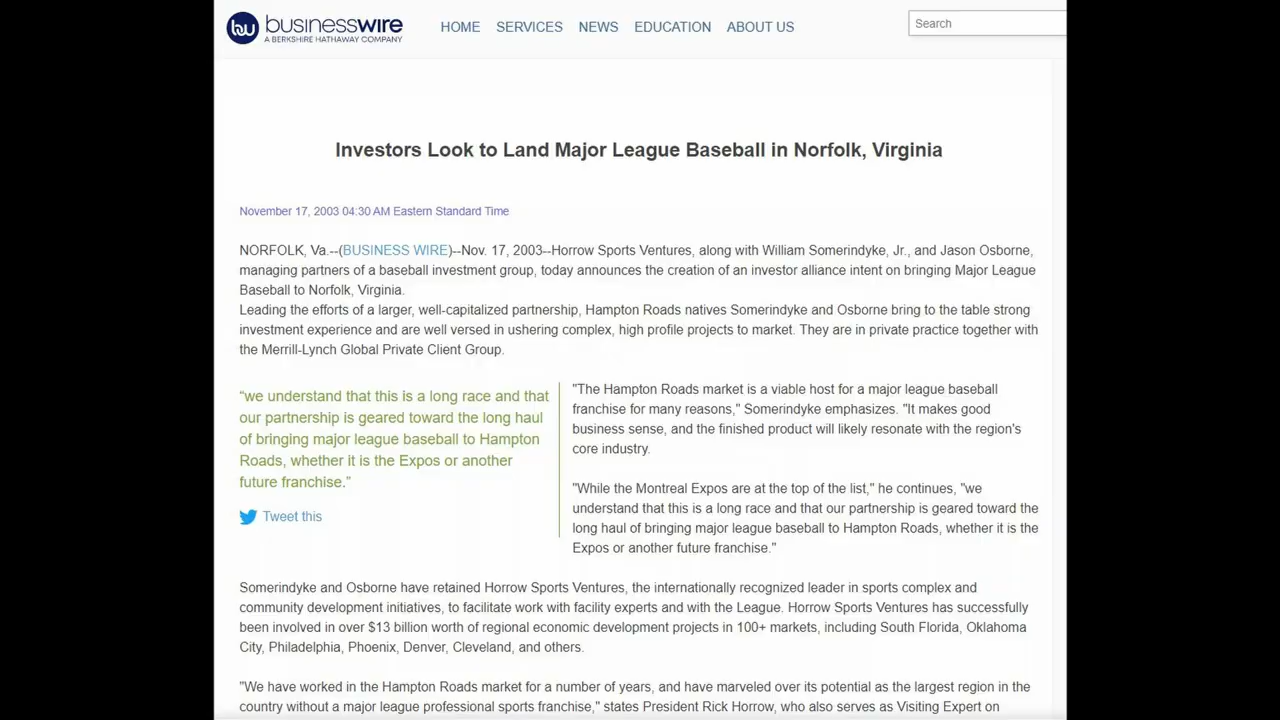 businesswire
A BERKSHIRE HATHAWAY COMPANY
HOME SERVICES NEWS EDUCATION ABOUT US
Search
Investors Look to Land Major League Baseball in Norfolk, Virginia
November 17, 2003 04:30 AM Eastern Standard Time
NORFOLK, Va.--(BUSINESS WIRE)--Nov. 17, 2003--Horrow Sports Ventures, along with William Somerindyke, Jr., and Jason Osborne,
managing partners of a baseball investment group, today announces the creation of an investor alliance intent on bringing Major League
Baseball to Norfolk, Virginia.
Leading the efforts of a larger, well-capitalized partnership, Hampton Roads natives Somerindyke and Osborne bring to the table strong
investment experience and are well versed in ushering complex, high profile projects to market. They are in private practice together with
the Merrill-Lynch Global Private Client Group.
“we understand that this is a long race and that
our partnership is geared toward the long haul
of bringing major league baseball to Hampton
Roads, whether it is the Expos or another
future franchise.”
Tweet this
"The Hampton Roads market is a viable host for a major league baseball
franchise for many reasons," Somerindyke emphasizes. "It makes good
business sense, and the finished product will likely resonate with the region's
core industry.
"While the Montreal Expos are at the top of the list," he continues, "we
understand that this is a long race and that our partnership is geared toward the
long haul of bringing major league baseball to Hampton Roads, whether it is the
Expos or another future franchise."
Somerindyke and Osborne have retained Horrow Sports Ventures, the internationally recognized leader in sports complex and
community development initiatives, to facilitate work with facility experts and with the League. Horrow Sports Ventures has successfully
been involved in over $13 billion worth of regional economic development projects in 100+ markets, including South Florida, Oklahoma
City, Philadelphia, Phoenix, Denver, Cleveland, and others.
"We have worked in the Hampton Roads market for a number of years, and have marveled over its potential as the largest region in the
country without a major league professional sports franchise," states President Rick Horrow, who also serves as Visiting Expert on